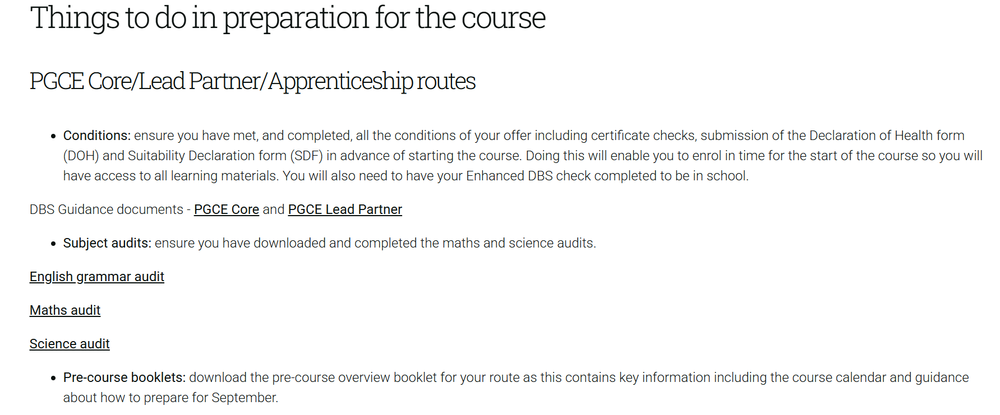 Things to do in preparation for the course
PGCE Core/Lead Partner/Apprenticeship routes
• Conditions: ensure you have met, and completed, all the conditions of your offer including certificate checks, submission of the Declaration of Health form
(DOH) and Suitability Declaration form (SDF) in advance of starting the course. Doing this will enable you to enrol in time for the start of the course so you will
have access to all learning materials. You will also need to have your Enhanced DBS check completed to be in school.
DBS Guidance documents - PGCE Core and PGCE Lead Partner
• Subject audits: ensure you have downloaded and completed the maths and science audits.
English grammar audit
Maths audit
Science audit
• Pre-course booklets: download the pre-course overview booklet for your route as this contains key information including the course calendar and guidance
about how to prepare for September.